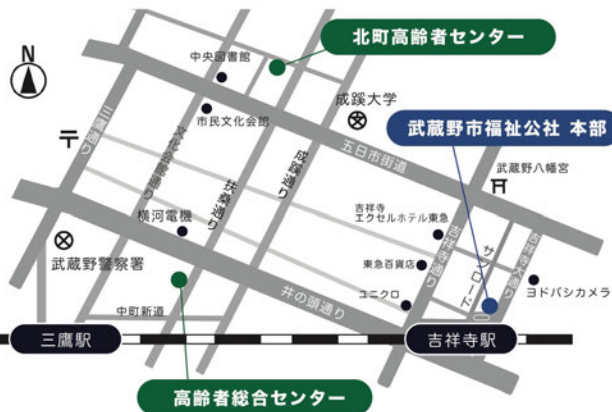 北町高齢者センター
N
中央図書館
成蹊大学
武蔵野市福祉公社 本部
三鷹通り
市民文化会館
五日市街道
武蔵野八幡宮
文化会館通り
扶桑通り
成蹊通り
吉祥寺
エクセルホテル東急
横河電機
吉祥寺通り
サンロード
吉祥寺大通り
武蔵野警察署
東急百貨店
ヨドバシカメラ
井の頭通り
ユニクロ
中町新道
三鷹駅
吉祥寺駅
高齢者総合センター